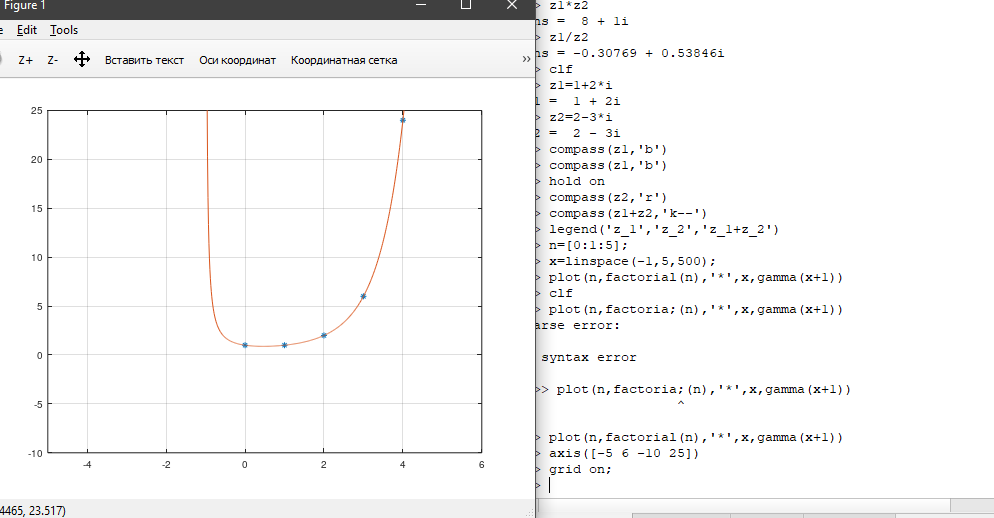 Figure 1
Edit Tools
Z+ Z- Вставить текст Оси координат Координатная сетка »
25
20
15
10
5
0
-5
-10
-4 -2 0 2 4 6
4465, 23.517)
> z1*z2
ns = 8 + 1i
> z1/z2
ns = -0.30769 + 0.53846i
> clf
> z1=1+2*i
1 = 1 + 2i
> z2=2-3*i
2 = 2 - 3i
> compass(z1,'b')
> compass(z1,'b')
> hold on
> compass(z2,'r')
> compass(z1+z2,'k--')
> legend('z_1','z_2','z_1+z_2')
> n=[0:1:5];
> x=linspace(-1,5,500);
> plot(n,factorial(n),'*',x,gamma(x+1))
> clf
> plot(n,factoria;(n),'*',x,gamma(x+1))
arse error:
syntax error
>> plot(n,factoria;(n),'*',x,gamma(x+1))
^
> plot(n,factorial(n),'*',x,gamma(x+1))
> axis([-5 6 -10 25])
> grid on;
>